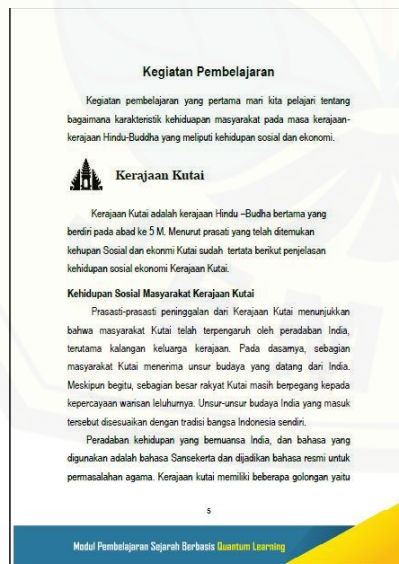 Kegiatan Pembelajaran
Kegiatan pembelajaran yang pertama mari kita pelajari tentang
bagaimana karakteristik kehiduapan masyarakat pada masa kerajaan-
kerajaan Hindu-Buddha yang meliputi kehidupan sosial dan ekonomi.
Kerajaan Kutai
Kerajaan Kutai adalah kerajaan Hindu –Budha bertama yang
berdiri pada abad ke 5 M. Menurut prasati yang telah ditemukan
kehupan Sosial dan ekonmi Kutai sudah tertata berikut penjelasan
kehidupan sosial ekonomi Kerajaan Kutai.
Kehidupan Sosial Masyarakat Kerajaan Kutai
Prasasti-prasasti peninggalan dari Kerajaan Kutai menunjukkan
bahwa masyarakat Kutai telah terpengaruh oleh peradaban India,
terutama kalangan keluarga kerajaan. Pada dasarnya, sebagian
masyarakat Kutai menerima unsur budaya yang datang dari India.
Meskipun begitu, sebagian besar rakyat Kutai masih berpegang kepada
kepercayaan warisan leluhurnya. Unsur-unsur budaya India yang masuk
tersebut disesuaikan dengan tradisi bangsa Indonesia sendiri.
Peradaban kehidupan yang bernuansa India, dan bahasa yang
digunakan adalah bahasa Sansekerta dan dijadikan bahasa resmi untuk
permasalahan agama. Kerajaan kutai memiliki beberapa golongan yaitu
5
Modul Pembelajaran Sejarah Berbasis Quantum Learning